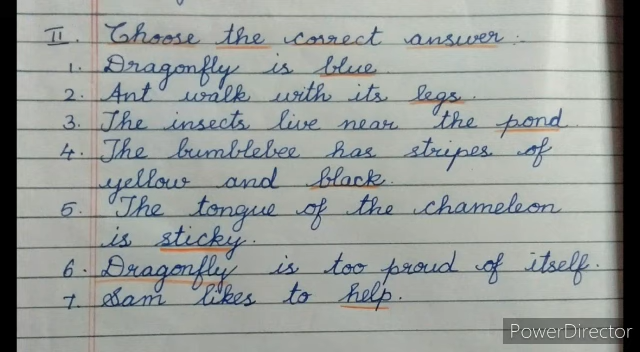 II. Choose the correct answer :-
1. Dragonfly is blue.
2. Ant walk with its legs.
3. The insects live near the pond
4. The bumblebee has stripes of
yellow and black.
5. The tongue of the chameleon
is sticky.
6. Dragonfly is too proud of itself.
7. Sam likes to help.
PowerDirector